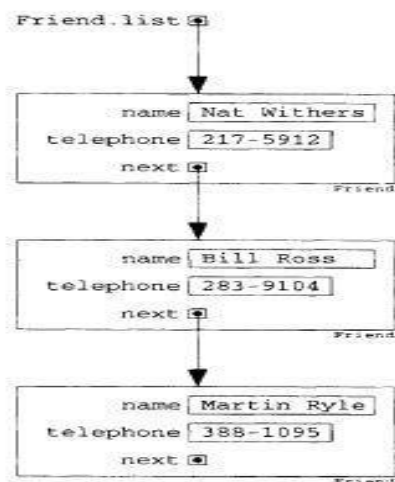 Friend.list
name Nat Withers
telephone 217-5912
next
Friend
name Bill Ross
telephone 283-9104
next
Friend
name Martin Ryle
telephone 388-1095
next
Friend